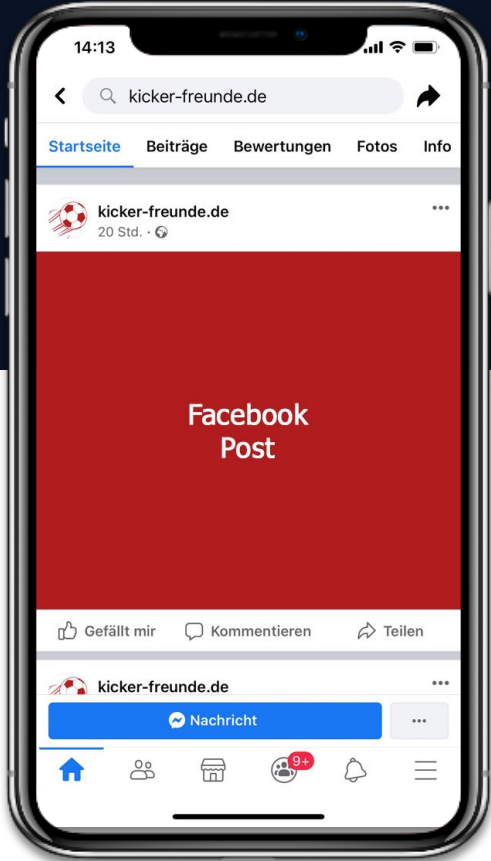 14:13
kicker-freunde.de
Startseite Beiträge Bewertungen Fotos Info
kicker-freunde.de
20 Std. ·
Facebook
Post
Gefällt mir Kommentieren Teilen
kicker-freunde.de
Nachricht
9+